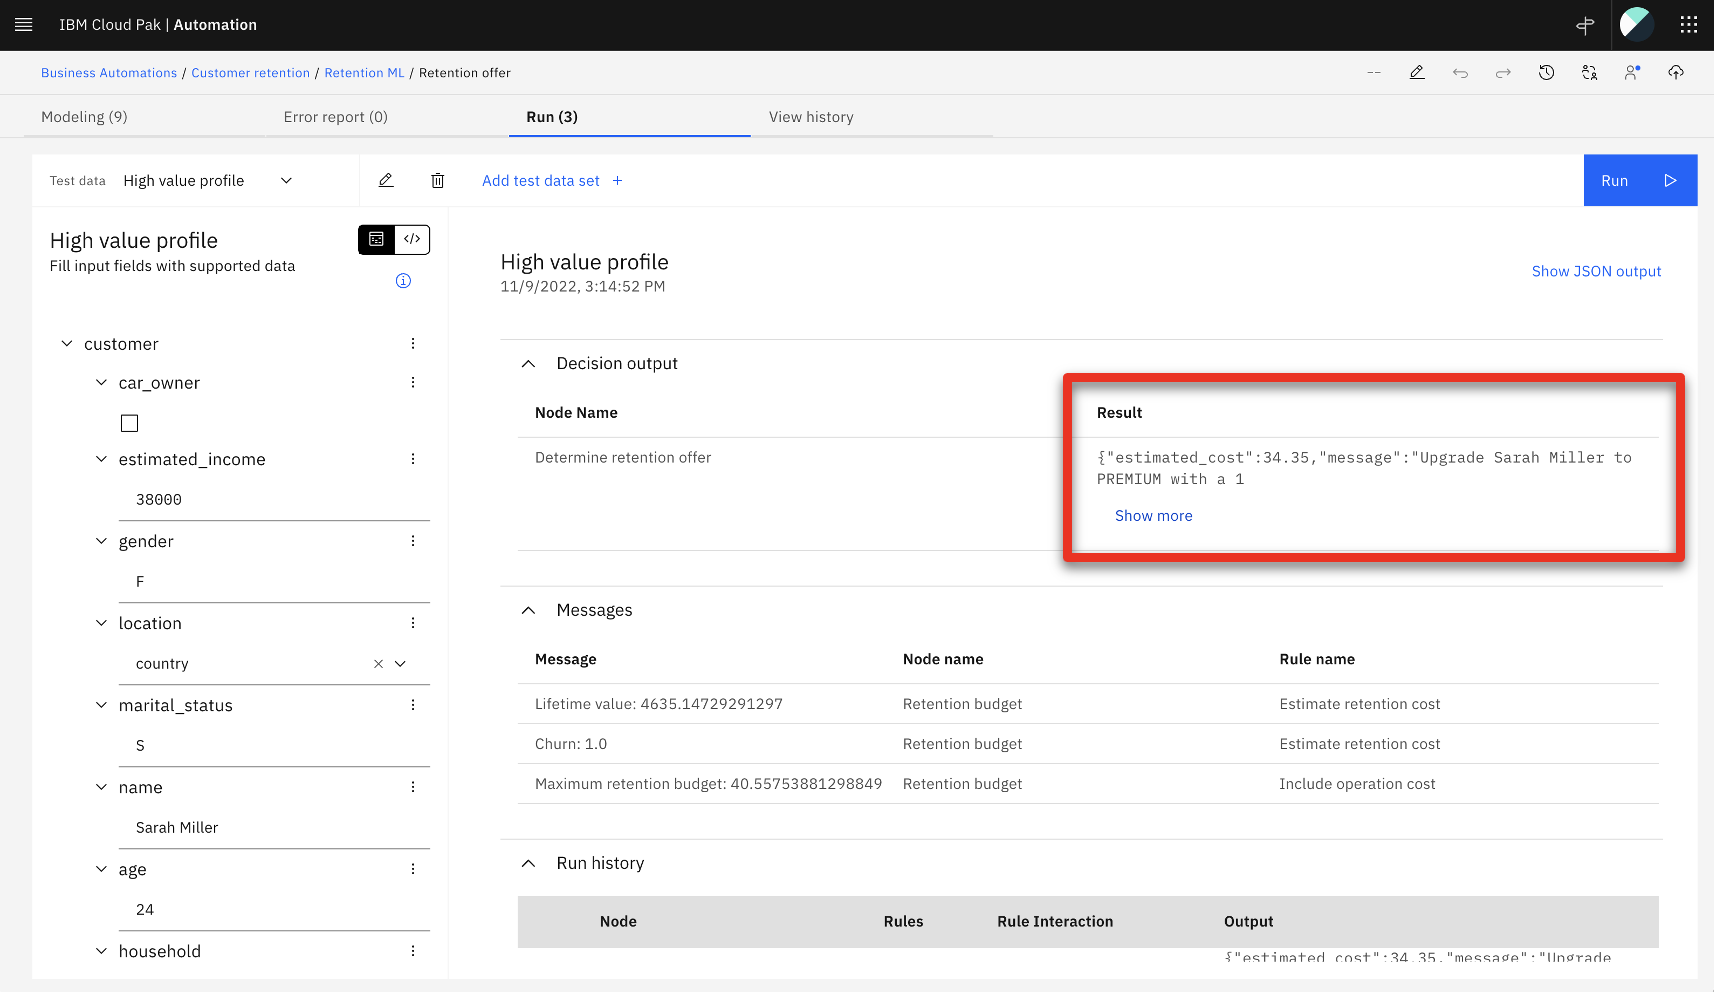 IBM Cloud Pak | Automation
Business Automations / Customer retention / Retention ML / Retention offer
Modeling (9)
Error report (0)
Run (3)
View history
Test data
High value profile
Add test data set +
Run
High value profile
Fill input fields with supported data
</>
customer
car_owner
estimated_income
38000
gender
F
location
country
marital_status
S
name
Sarah Miller
age
24
household
High value profile
11/9/2022, 3:14:52 PM
Show JSON output
Decision output
Node Name
Result
Determine retention offer
{"estimated_cost":34.35,"message":"Upgrade Sarah Miller to
PREMIUM with a 1
Show more
Messages
Message
Node name
Rule name
Lifetime value: 4635.14729291297
Retention budget
Estimate retention cost
Churn: 1.0
Retention budget
Estimate retention cost
Maximum retention budget: 40.55753881298849
Retention budget
Include operation cost
Run history
Node
Rules
Rule Interaction
Output
{"estimated_cost":34.35,"message":"Upgrade